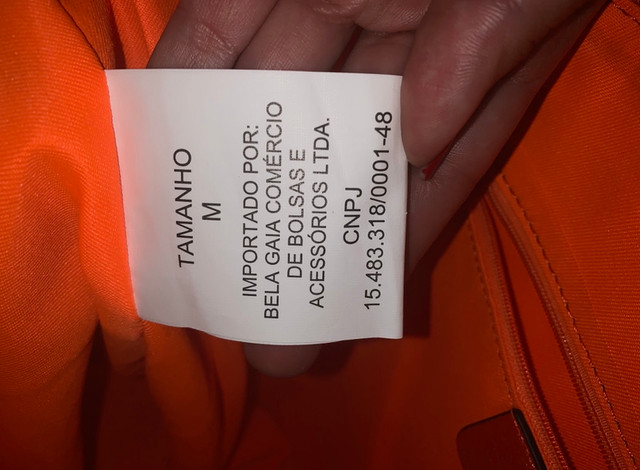 TAMANHO
M
IMPORTADO POR:
BELA GAIA COMÉRCIO
DE BOLSAS E
ACESSÓRIOS LTDA.
CNPJ
15.483.318/0001-48